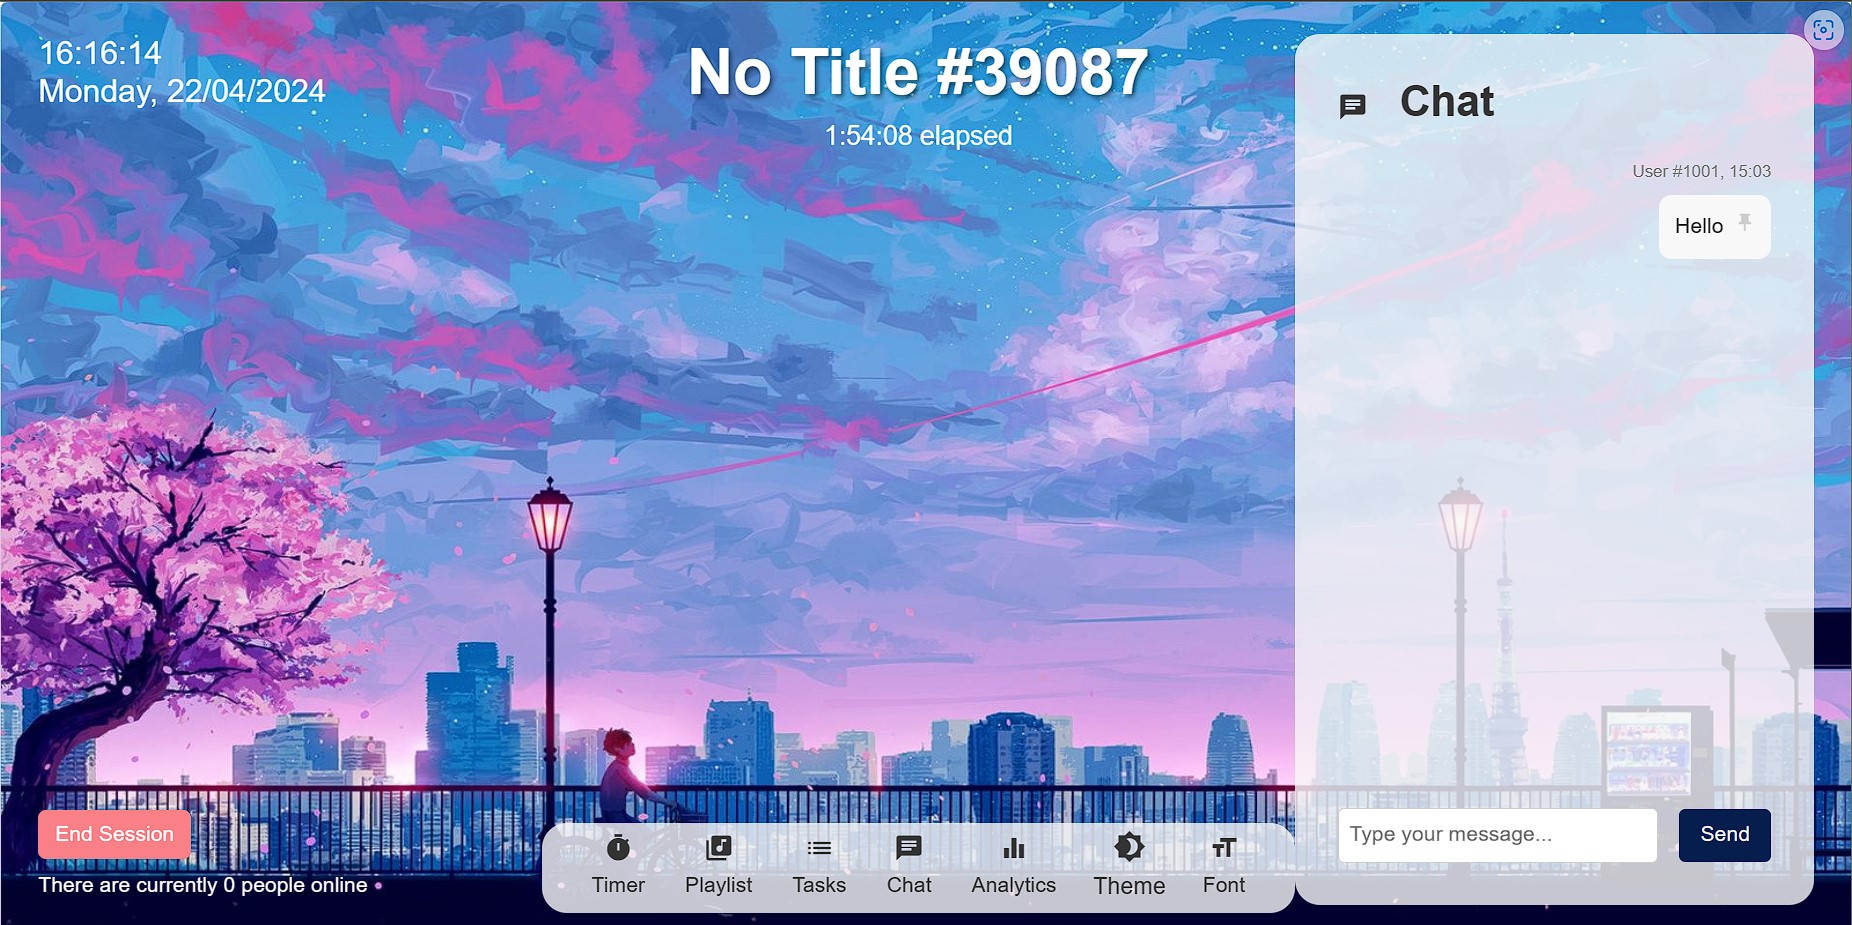 16:16:14
Monday, 22/04/2024
No Title #39087
1:54:08 elapsed
Chat
User #1001, 15:03
Hello
Type your message...
Send
End Session
There are currently 0 people online
Timer
Playlist
Tasks
Chat
Analytics
Theme
Font